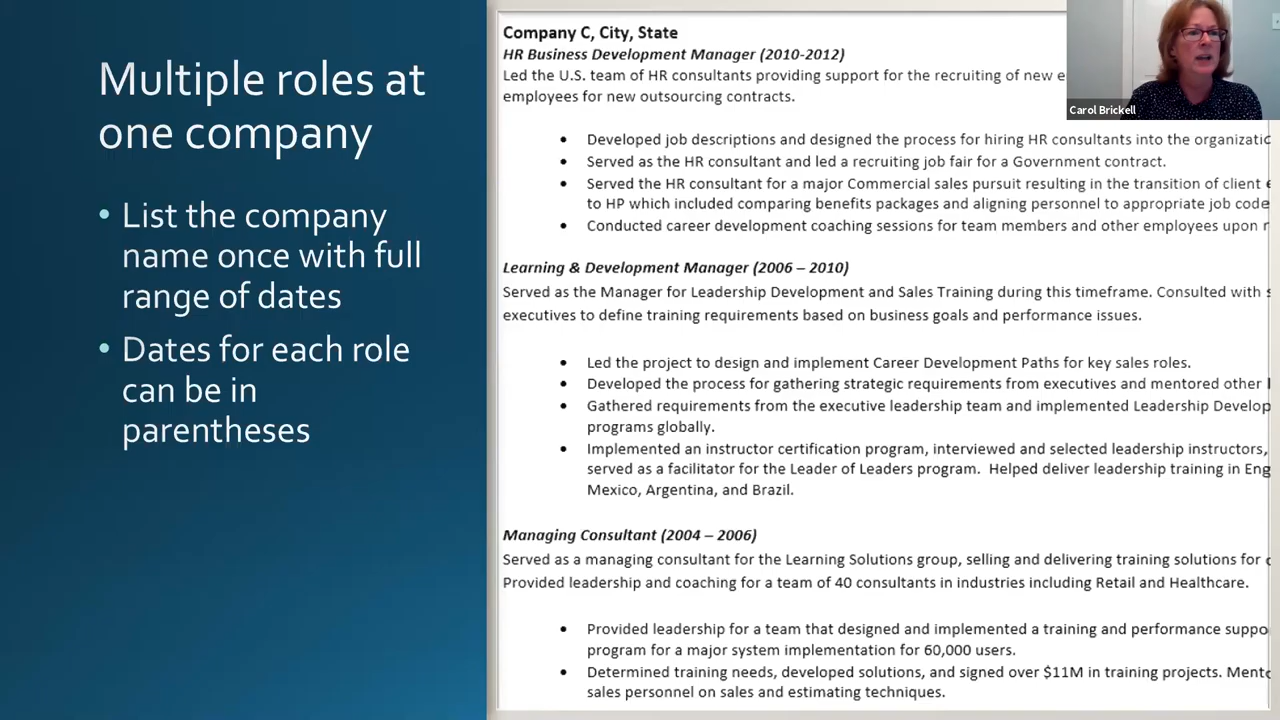 Multiple roles at
one company
• List the company
name once with full
range of dates
• Dates for each role
can be in
parentheses
Company C, City, State
HR Business Development Manager (2010-2012)
Led the U.S. team of HR consultants providing support for the recruiting of new
employees for new outsourcing contracts.
• Developed job descriptions and designed the process for hiring HR consultants into the
• Served as the HR consultant and led a recruiting job fair for a Government contract.
• Served the HR consultant for a major Commercial sales pursuit resulting in the transition of client
to HP which included comparing benefits packages and aligning personnel to appropriate job code
• Conducted career development coaching sessions for team members and other employees upon
Learning & Development Manager (2006 – 2010)
Served as the Manager for Leadership Development and Sales Training during this timeframe. Consulted with
executives to define training requirements based on business goals and performance issues.
• Led the project to design and implement Career Development Paths for key sales roles.
• Developed the process for gathering strategic requirements from executives and mentored other
• Gathered requirements from the executive leadership team and implemented Leadership Develop
programs globally.
• Implemented an instructor certification program, interviewed and selected leadership instructors,
served as a facilitator for the Leader of Leaders program. Helped deliver leadership training in Eng
Mexico, Argentina, and Brazil.
Managing Consultant (2004 – 2006)
Served as a managing consultant for the Learning Solutions group, selling and delivering training solutions for
Provided leadership and coaching for a team of 40 consultants in industries including Retail and Healthcare.
• Provided leadership for a team that designed and implemented a training and performance suppo
program for a major system implementation for 60,000 users.
• Determined training needs, developed solutions, and signed over $11M in training projects. Ment
sales personnel on sales and estimating techniques.
Carol Brickell